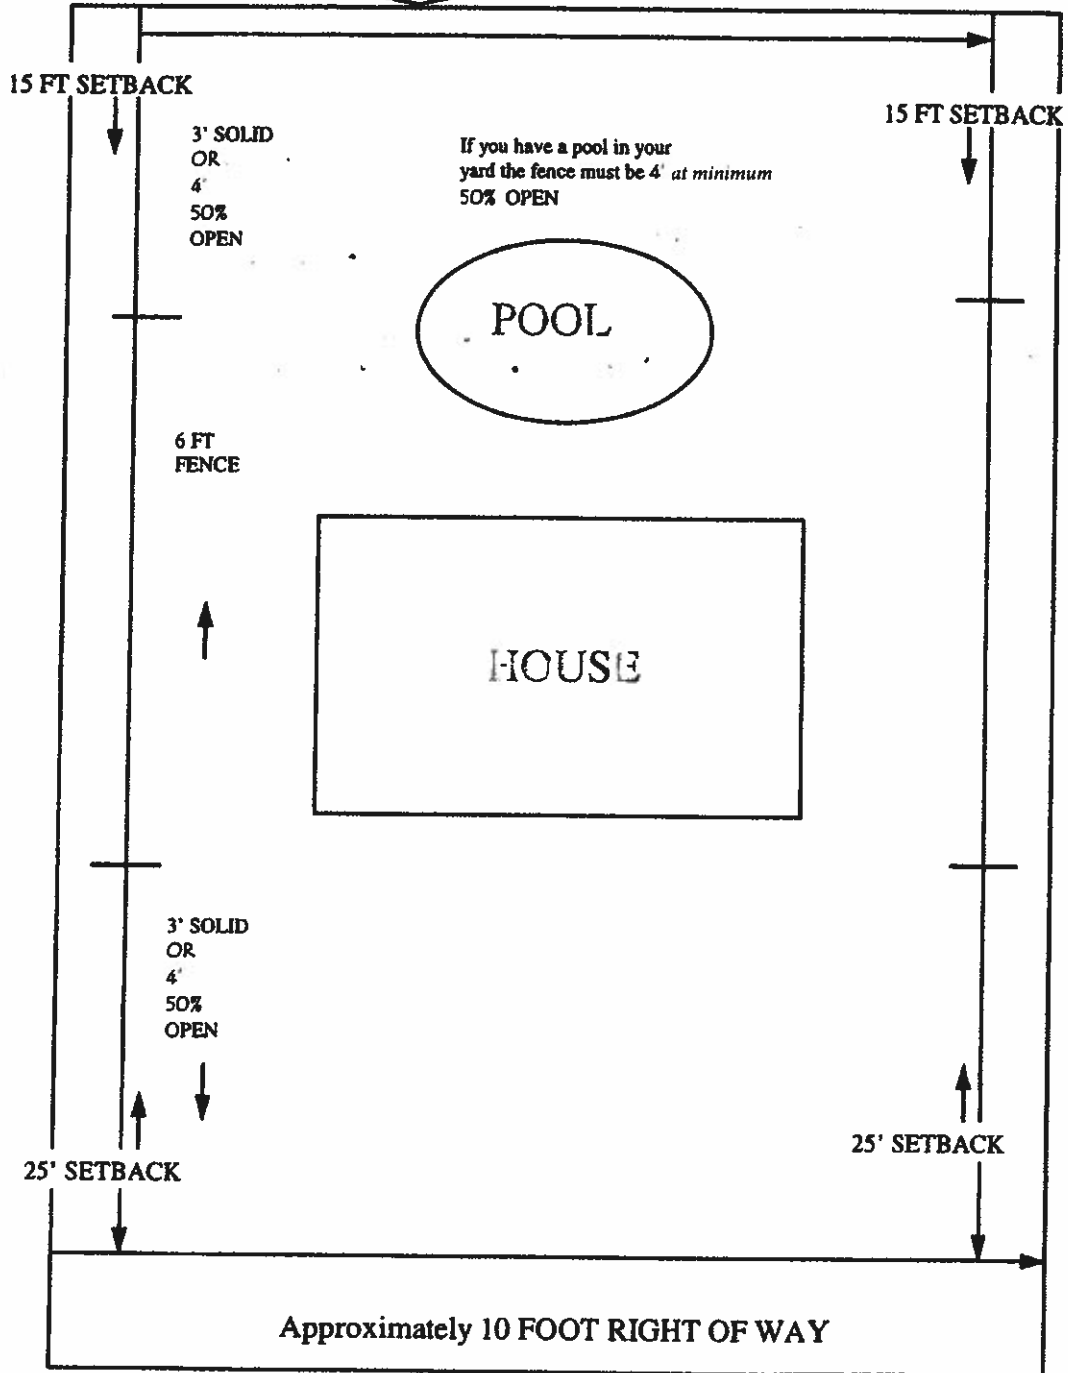 15 FT SETBACK
15 FT SETBACK
3' SOLID
OR
4'
50%
OPEN
If you have a pool in your
yard the fence must be 4' at minimum
50% OPEN
POOL
6 FT
FENCE
HOUSE
3' SOLID
OR
4'
50%
OPEN
25' SETBACK
25' SETBACK
Approximately 10 FOOT RIGHT OF WAY